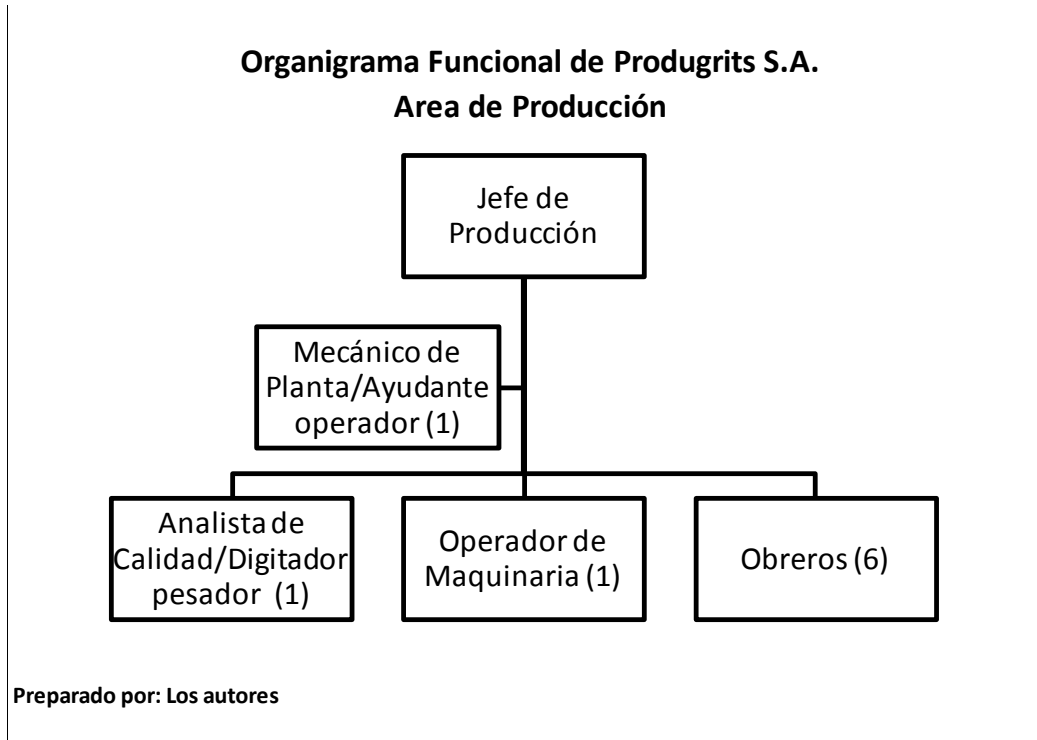 Organigrama Funcional de Produgrits S.A.
Area de Producción
Jefe de
Producción
Mecánico de
Planta/Ayudante
operador (1)
Analista de
Calidad/Digitador
pesador (1)
Operador de
Maquinaria (1)
Obreros (6)
Preparado por: Los autores